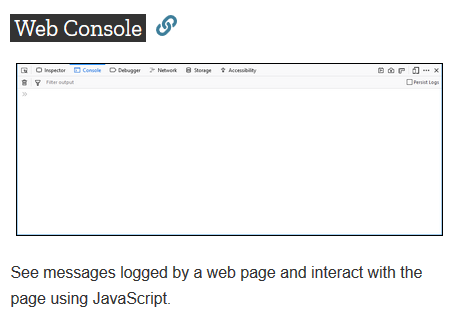 Web Console
Inspector Console Debugger Network Storage Accessibility
Filter output Persist Logs
See messages logged by a web page and interact with the
page using JavaScript.